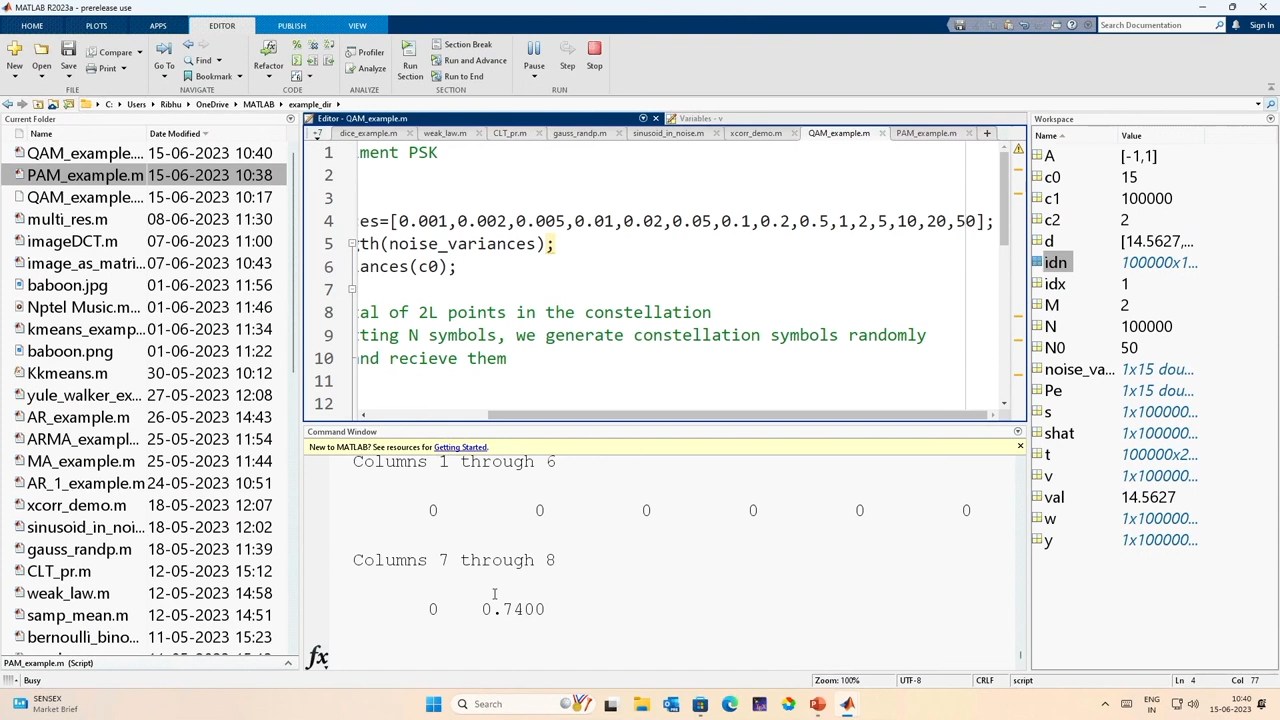 MATLAB R2023a - prerelease use
HOME PLOTS APPS EDITOR PUBLISH VIEW
Search Documentation
Sign In
New Open Save Compare Print Go To Find Bookmark Refactor Profiler Analyze Run Section Section Break Run and Advance Run to End Pause Step Stop
FILE NAVIGATE CODE ANALYZE SECTION RUN
C: Users Ribhu OneDrive MATLAB example_dir
Current Folder
Name Date Modified
QAM_example.... 15-06-2023 10:40
PAM_example.m 15-06-2023 10:38
QAM_example.... 15-06-2023 10:17
multi_res.m 08-06-2023 11:30
imageDCT.m 07-06-2023 11:00
image_as_matri... 07-06-2023 11:03
baboon.jpg 01-06-2023 11:56
Nptel Music.m 01-06-2023 11:46
kmeans_examp... 01-06-2023 11:34
baboon.png 01-06-2023 11:22
Kkmeans.m 30-05-2023 10:12
yule_walker_ex... 27-05-2023 12:08
AR_example.m 26-05-2023 14:43
ARMA_exampl... 25-05-2023 11:54
MA_example.m 25-05-2023 11:44
AR_1_example.m 24-05-2023 10:51
xcorr_demo.m 18-05-2023 12:07
sinusoid_in_noi... 18-05-2023 12:02
gauss_randp.m 18-05-2023 11:39
CLT_pr.m 12-05-2023 15:12
weak_law.m 12-05-2023 14:58
samp_mean.m 12-05-2023 14:51
bernoulli_bino... 11-05-2023 15:23
PAM_example.m (Script)
Editor - QAM_example.m
Variables - v
+7 dice_example.m weak_law.m CLT_pr.m gauss_randp.m sinusoid_in_noise.m xcorr_demo.m QAM_example.m PAM_example.m
1 ment PSK
2
3
4 es=[0.001,0.002,0.005,0.01,0.02,0.05,0.1,0.2,0.5,1,2,5,10,20,50];
5 gth(noise_variances);
6 iances(c0);
7
8 al of 2L points in the constellation
9 cting N symbols, we generate constellation symbols randomly
10 nd recieve them
11
12
Command Window
New to MATLAB? See resources for Getting Started.
Columns 1 through 6
0 0 0 0 0 0
Columns 7 through 8
0 0.7400
fx
Workspace
Name Value
A [-1,1]
c0 15
c1 100000
c2 2
d [14.5627,...
idn 100000x1...
idx 1
M 2
N 100000
N0 50
noise_va... 1x15 dou...
Pe 1x15 dou...
s 1x100000...
shat 1x100000...
t 100000x2...
v 1x100000...
val 14.5627
w 1x100000...
y 1x100000...
Busy
Zoom: 100% UTF-8 CRLF script Ln 4 Col 77
SENSEX
Market Brief
Search
ENG
IN
10:40
15-06-2023